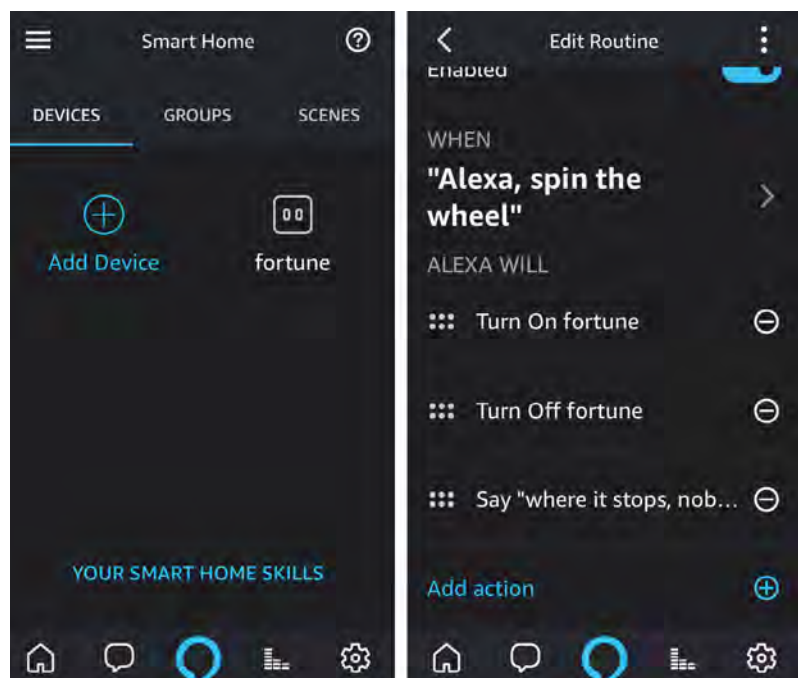 Smart Home
DEVICES GROUPS SCENES
Add Device fortune
YOUR SMART HOME SKILLS
Edit Routine
Enabled
WHEN
"Alexa, spin the
wheel"
ALEXA WILL
Turn On fortune
Turn Off fortune
Say "where it stops, nob...
Add action